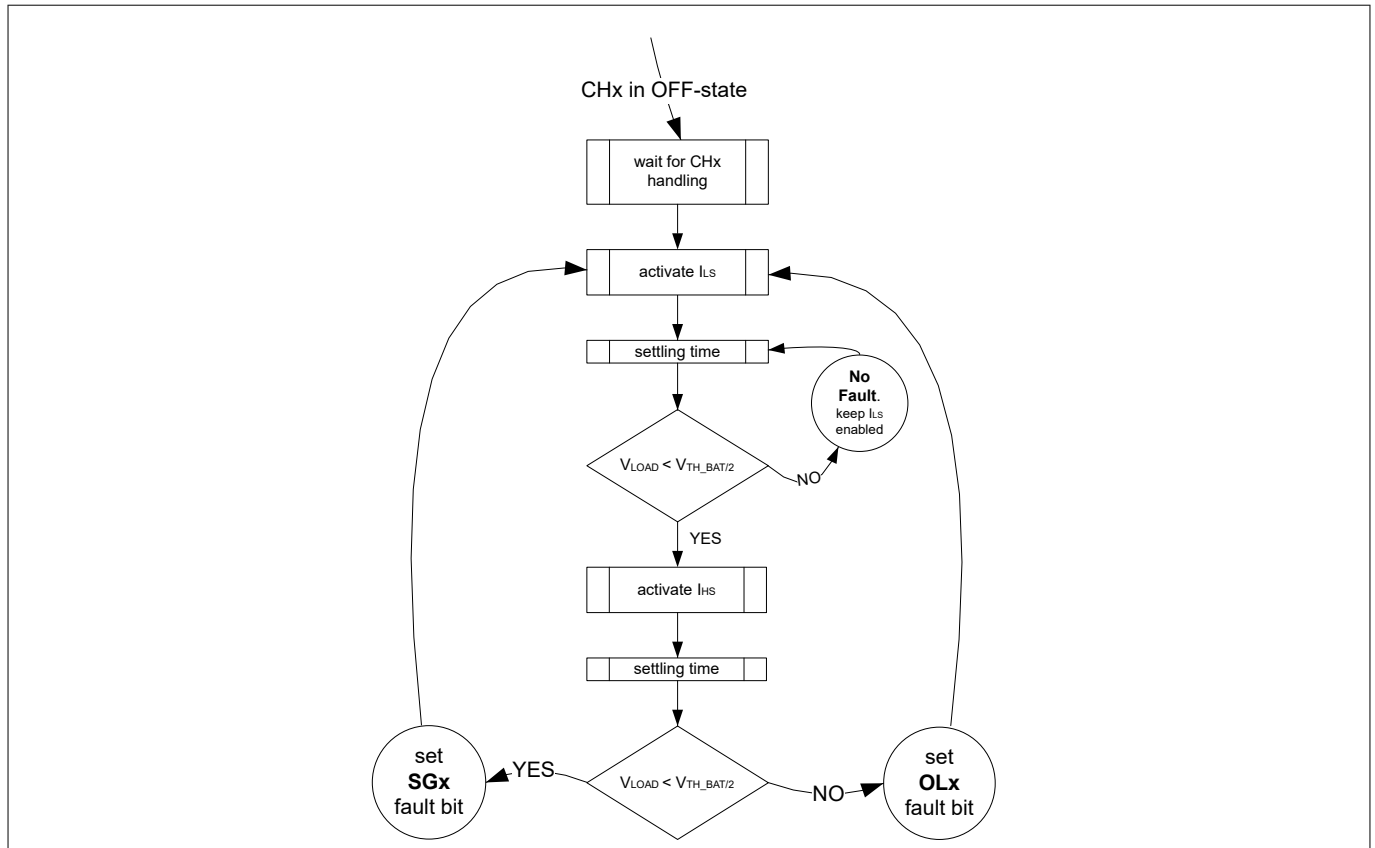 CHx in OFF-state
wait for CHx
handling
activate ILS
settling time
No
Fault.
keep ILS
enabled
VLOAD < VTH_BAT/2
NO
YES
activate IHS
settling time
set
SGx
fault bit
YES
VLOAD < VTH_BAT/2
NO
set
OLx
fault bit